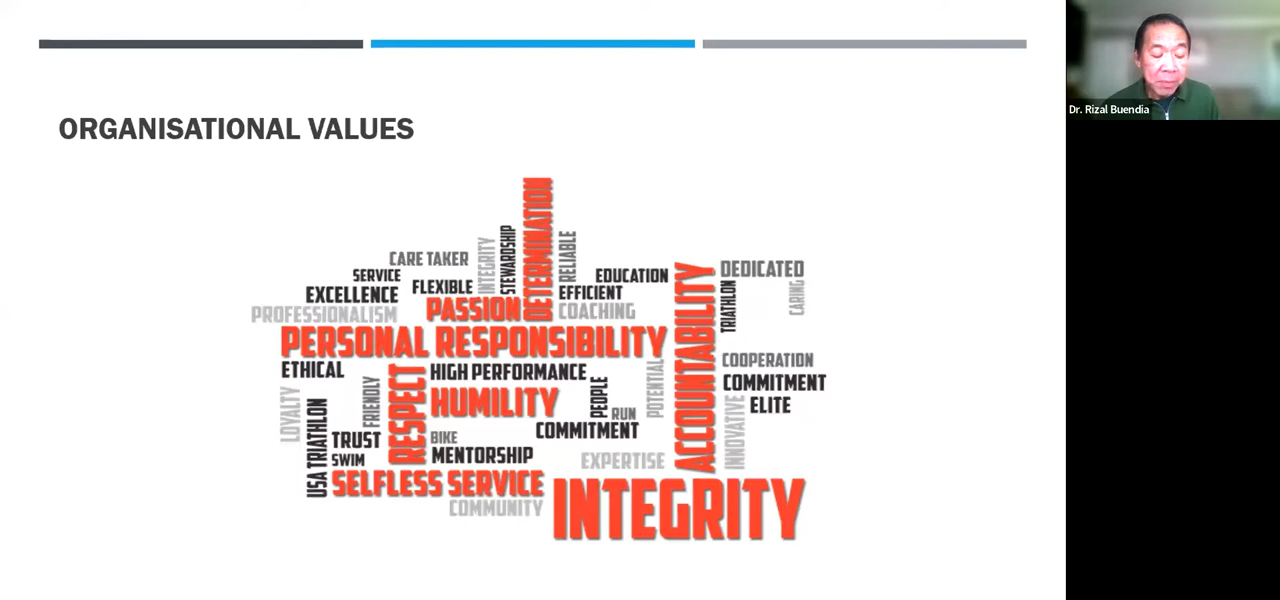 ORGANISATIONAL VALUES
Dr. Rizal Buendia
DETERMINATION
CARE TAKER
INTEGRITY
STEWARDSHIP
RELIABLE
SERVICE
FLEXIBLE
EDUCATION
DEDICATED
EXCELLENCE
EFFICIENT
PROFESSIONALISM
PASSION
COACHING
TRIATHLON
CARING
PERSONAL RESPONSIBILITY
ACCOUNTABILITY
ETHICAL
HIGH PERFORMANCE
COOPERATION
COMMITMENT
ELITE
LOYALTY
FRIENDLY
RESPECT
HUMILITY
PEOPLE
RUN
POTENTIAL
INNOVATIVE
USA TRIATHLON
TRUST
BIKE
COMMITMENT
SWIM
MENTORSHIP
EXPERTISE
SELFLESS SERVICE
COMMUNITY
INTEGRITY